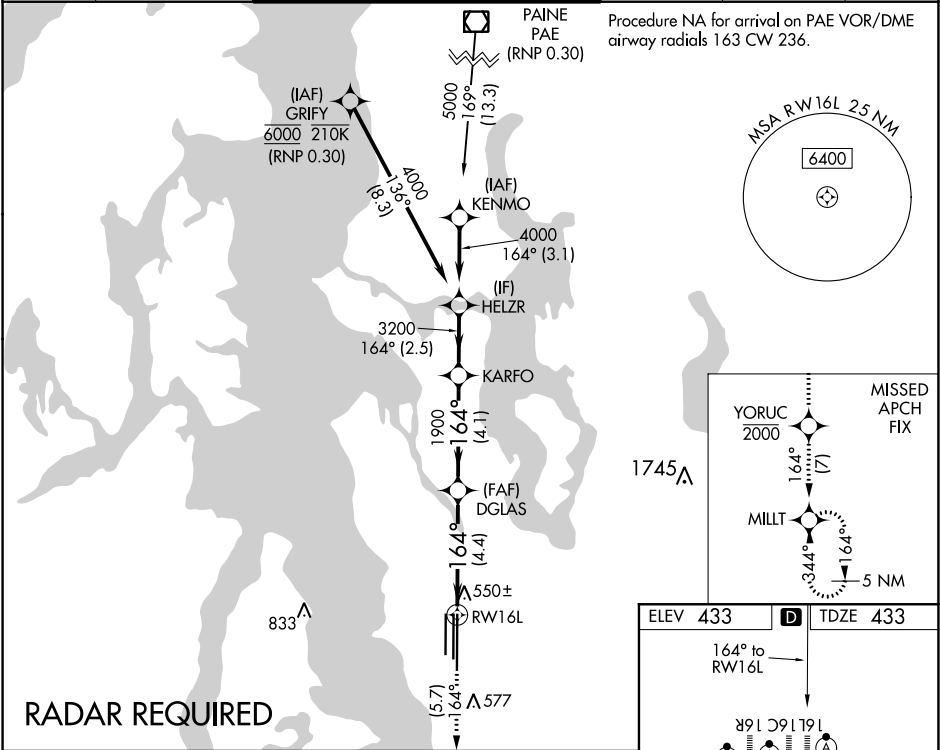 PAINE
PAE
(RNP 0.30)
Procedure NA for arrival on PAE VOR/DME
airway radials 163 CW 236.
5000
169°
(13.3)
(IAF)
GRIFY
6000 210K
(RNP 0.30)
4000
136°
(8.3)
MSA RW16L 25 NM
6400
(IAF)
KENMO
4000
164° (3.1)
(IF)
HELZR
3200
164° (2.5)
KARFO
1900
164°
(4.1)
(FAF)
DGLAS
164°
(4.4)
1745
550±
RW16L
833
577
(5.7)
164°
RADAR REQUIRED
MISSED
APCH
FIX
YORUC
2000
164°
(7)
MILLT
344°
164°
5 NM
ELEV 433
D
TDZE 433
164° to
RW16L
16L
16C
16R
A